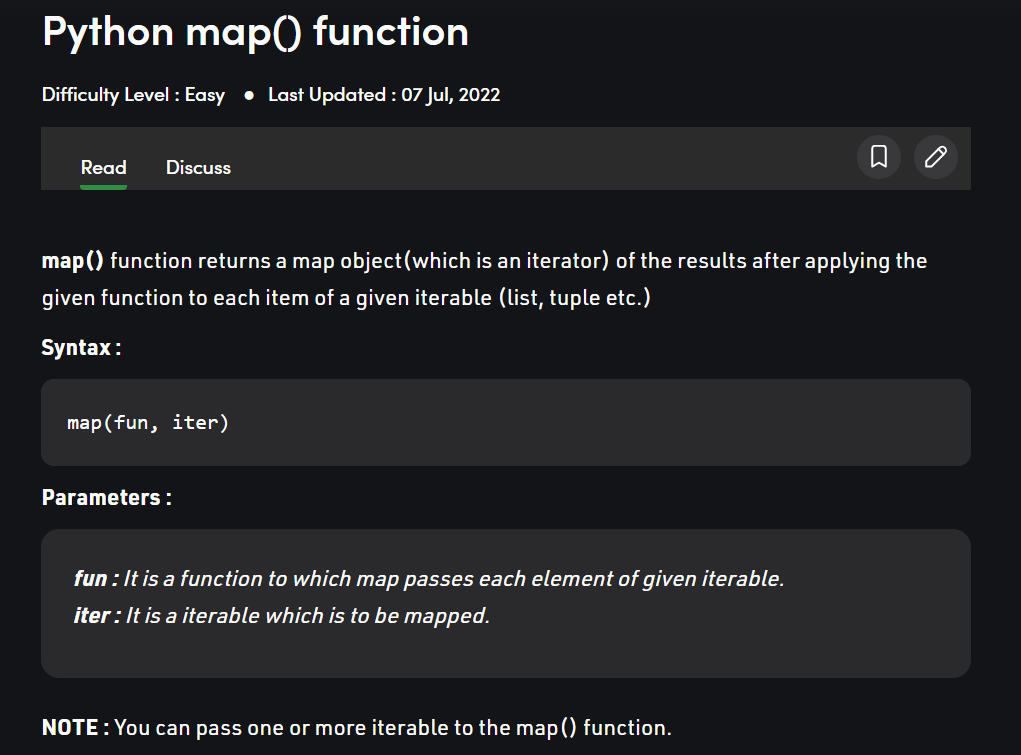 Python map() function
Difficulty Level : Easy ● Last Updated : 07 Jul, 2022
Read Discuss
map() function returns a map object(which is an iterator) of the results after applying the
given function to each item of a given iterable (list, tuple etc.)
Syntax :
map(fun, iter)
Parameters :
fun : It is a function to which map passes each element of given iterable.
iter : It is a iterable which is to be mapped.
NOTE : You can pass one or more iterable to the map() function.